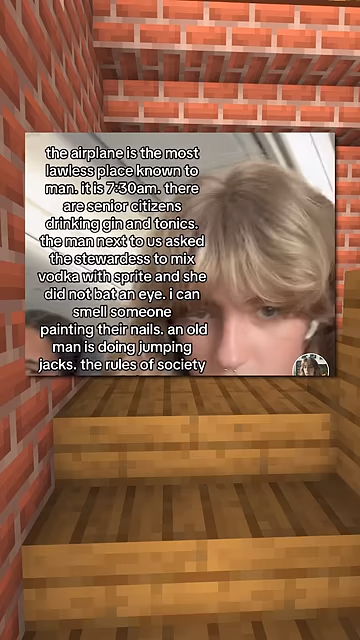 the airplane is the most
lawless place known to
man. it is 7:30am. there
are senior citizens
drinking gin and tonics.
the man next to us asked
the stewardess to mix
vodka with sprite and she
did not bat an eye. i can
smell someone
painting their nails. an old
man is doing jumping
jacks. the rules of society